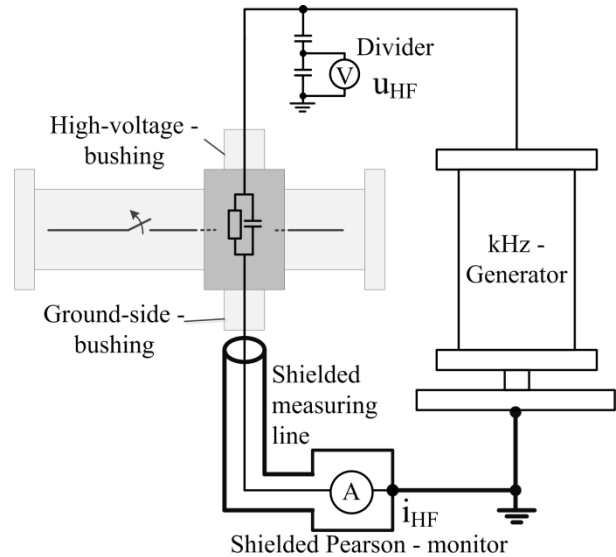 Divider
V
u_HF
High-voltage -
bushing
kHz -
Generator
Ground-side -
bushing
Shielded
measuring
line
A
i_HF
Shielded Pearson - monitor